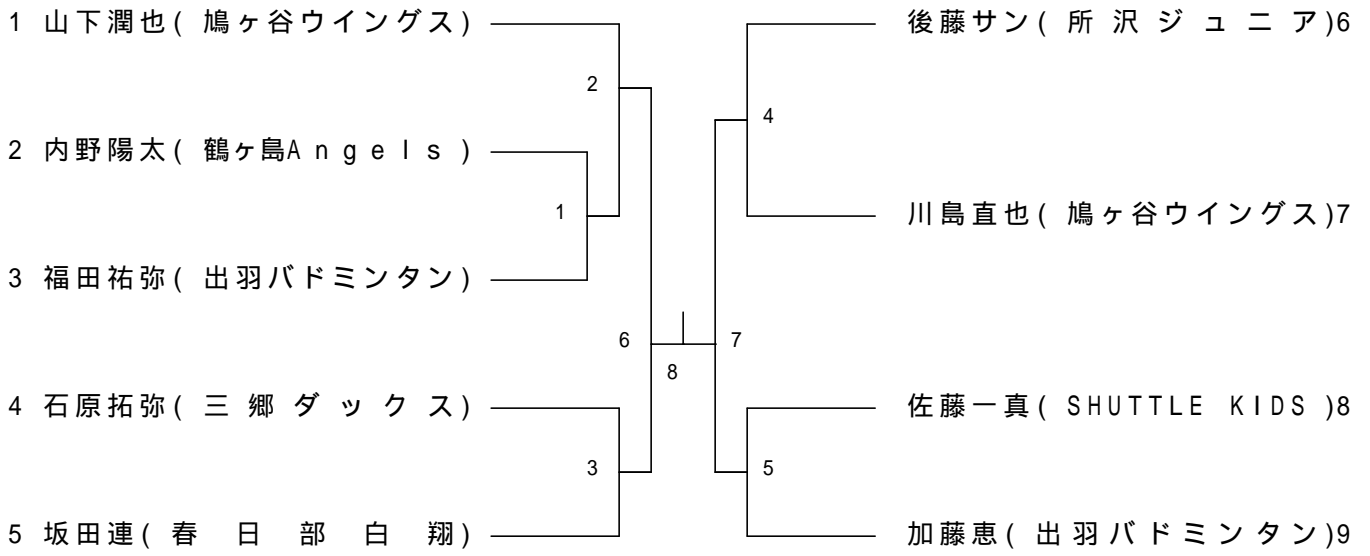 1 山下潤也( 鳩ヶ谷ウイングス)
2 内野陽太( 鶴ヶ島Angels)
3 福田祐弥( 出羽バドミンタン)
4 石原拓弥( 三郷ダックス)
5 坂田連( 春日部白翔)
2
1
6
3
8
後藤サン( 所沢ジュニア)6
川島直也( 鳩ヶ谷ウイングス)7
佐藤一真( SHUTTLE KIDS )8
加藤恵( 出羽バドミンタン)9
4
7
5